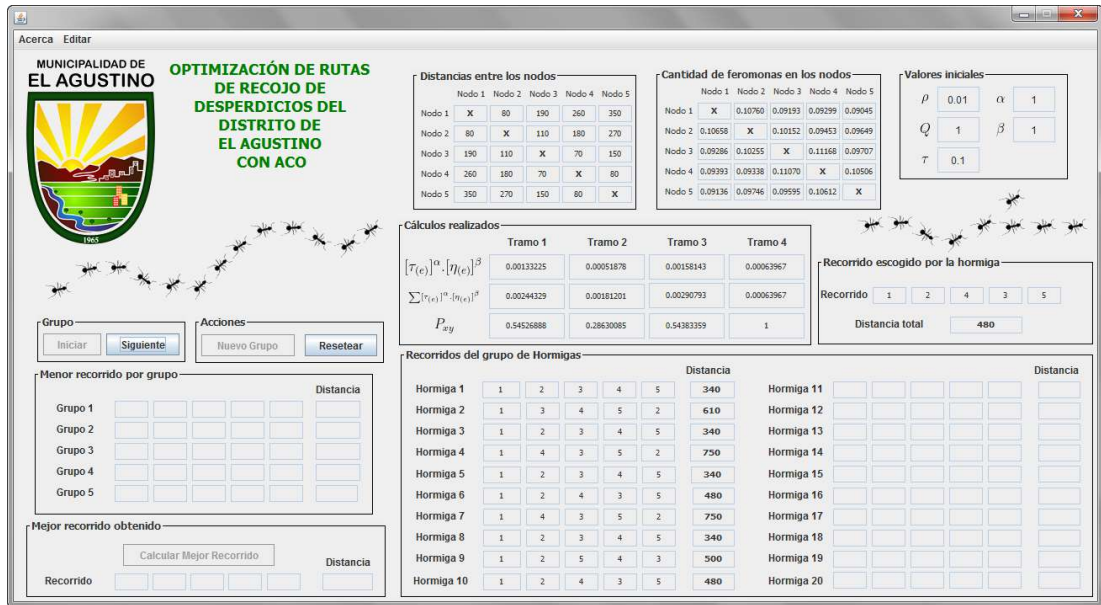 Acerca Editar
MUNICIPALIDAD DE
EL AGUSTINO
1965
OPTIMIZACIÓN DE RUTAS
DE RECOJO DE
DESPERDICIOS DEL
DISTRITO DE
EL AGUSTINO
CON ACO
Distancias entre los nodos
Nodo 1 Nodo 2 Nodo 3 Nodo 4 Nodo 5
Nodo 1 X 80 190 260 350
Nodo 2 80 X 110 180 270
Nodo 3 190 110 X 70 150
Nodo 4 260 180 70 X 80
Nodo 5 350 270 150 80 X
Cantidad de feromonas en los nodos
Nodo 1 Nodo 2 Nodo 3 Nodo 4 Nodo 5
Nodo 1 X 0.10760 0.09193 0.09299 0.09045
Nodo 2 0.10658 X 0.10152 0.09453 0.09649
Nodo 3 0.09286 0.10255 X 0.11168 0.09707
Nodo 4 0.09393 0.09338 0.11070 X 0.10506
Nodo 5 0.09136 0.09746 0.09595 0.10612 X
Valores iniciales
ρ 0.01 α 1
Q 1 β 1
τ 0.1
Cálculos realizados
Tramo 1 Tramo 2 Tramo 3 Tramo 4
[τ(e)]^α.[η(e)]^β 0.00133225 0.00051878 0.00158143 0.00063967
∑[τ(e)]^α.[η(e)]^β 0.00244329 0.00181201 0.00290793 0.00063967
Pxy 0.54526888 0.28630085 0.54383359 1
Recorrido escogido por la hormiga
Recorrido 1 2 4 3 5
Distancia total 480
Grupo
Iniciar Siguiente
Acciones
Nuevo Grupo Resetear
Menor recorrido por grupo
Distancia
Grupo 1
Grupo 2
Grupo 3
Grupo 4
Grupo 5
Mejor recorrido obtenido
Calcular Mejor Recorrido
Distancia
Recorrido
Recorridos del grupo de Hormigas
Distancia Distancia
Hormiga 1 1 2 3 4 5 340 Hormiga 11
Hormiga 2 1 3 4 5 2 610 Hormiga 12
Hormiga 3 1 2 3 4 5 340 Hormiga 13
Hormiga 4 1 4 3 5 2 750 Hormiga 14
Hormiga 5 1 2 3 4 5 340 Hormiga 15
Hormiga 6 1 2 4 3 5 480 Hormiga 16
Hormiga 7 1 4 3 5 2 750 Hormiga 17
Hormiga 8 1 2 3 4 5 340 Hormiga 18
Hormiga 9 1 2 5 4 3 500 Hormiga 19
Hormiga 10 1 2 4 3 5 480 Hormiga 20